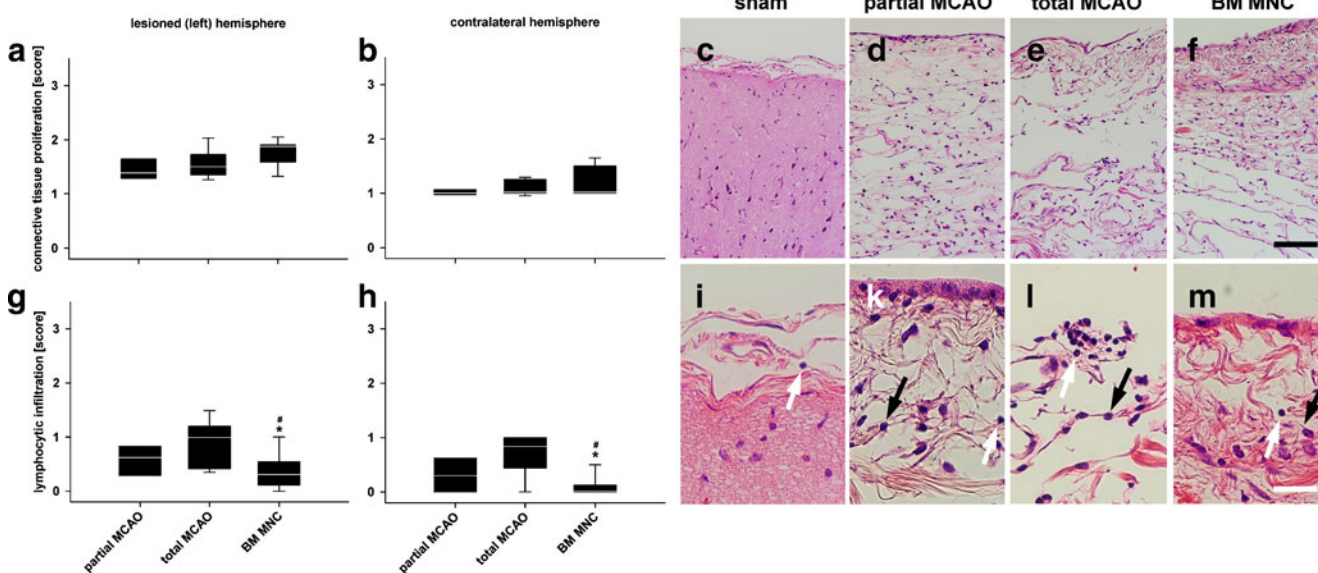 lesioned (left) hemisphere
contralateral hemisphere
sham
partial MCAO
total MCAO
BM MNC
a
connective tissue proliferation [score]
3
2
1
0
b
3
2
1
0
c
d
e
f
g
lymphocytic infiltration [score]
3
2
1
0
#
*
partial MCAO
total MCAO
BM MNC
h
3
2
1
0
#
*
partial MCAO
total MCAO
BM MNC
i
k
l
m